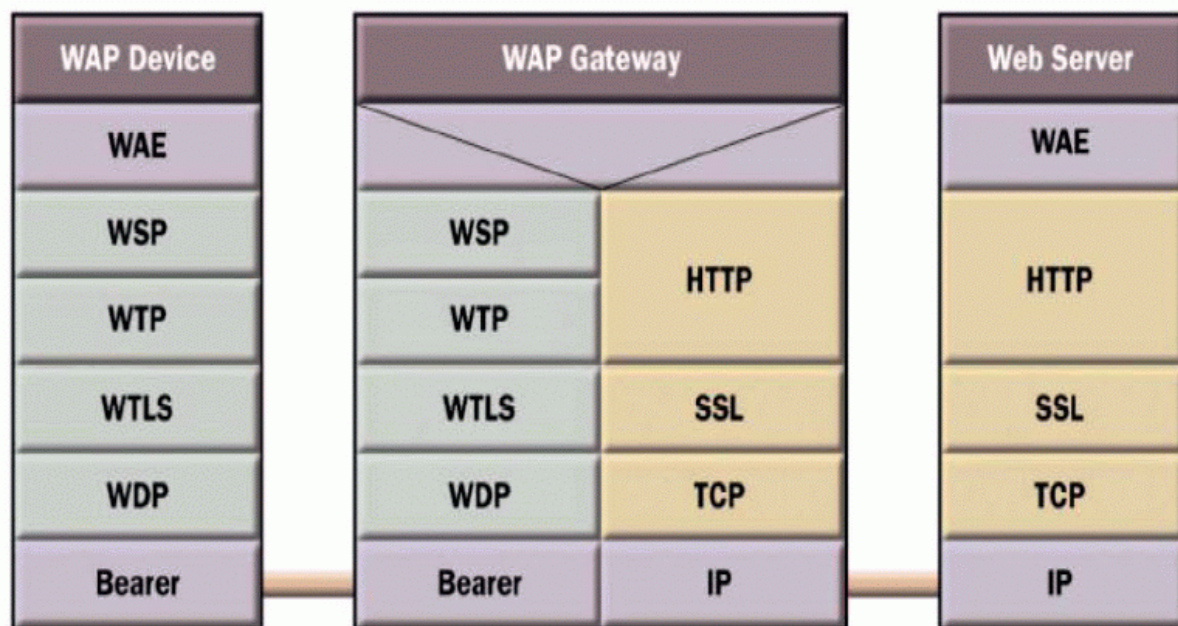 WAP Device
WAE
WSP
WTP
WTLS
WDP
Bearer
WAP Gateway
WSP
WTP
WTLS
WDP
Bearer
HTTP
SSL
TCP
IP
Web Server
WAE
HTTP
SSL
TCP
IP